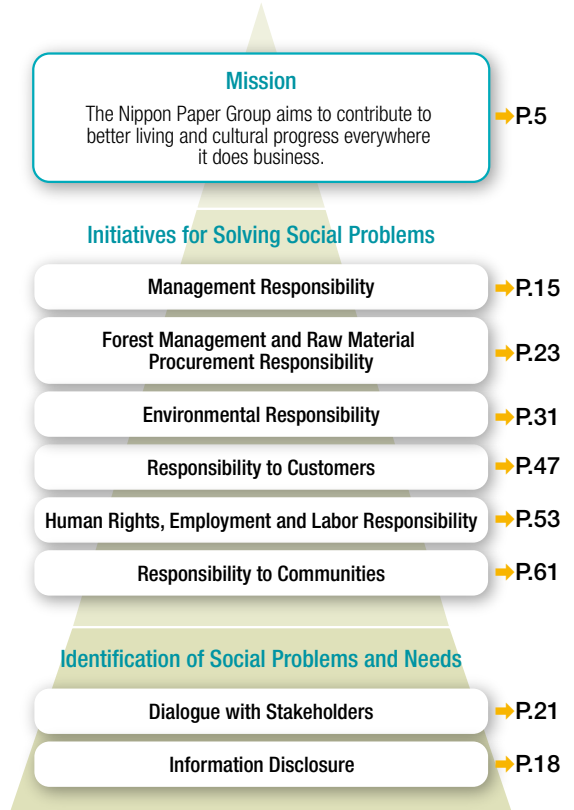 Mission
The Nippon Paper Group aims to contribute to
better living and cultural progress everywhere
it does business.
➡P.5
Initiatives for Solving Social Problems
Management Responsibility ➡P.15
Forest Management and Raw Material
Procurement Responsibility ➡P.23
Environmental Responsibility ➡P.31
Responsibility to Customers ➡P.47
Human Rights, Employment and Labor Responsibility ➡P.53
Responsibility to Communities ➡P.61
Identification of Social Problems and Needs
Dialogue with Stakeholders ➡P.21
Information Disclosure ➡P.18